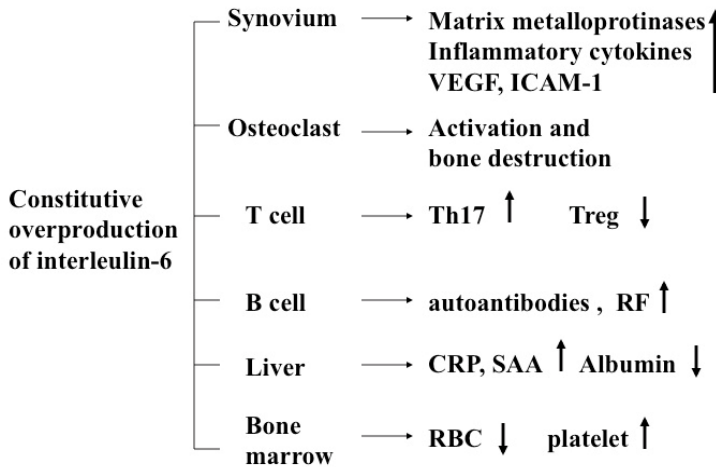 Synovium
Matrix metalloprotinases
Inflammatory cytokines
VEGF, ICAM-1
Osteoclast
Activation and
bone destruction
Constitutive
overproduction
of interleulin-6
T cell
Th17 ↑ Treg ↓
B cell
autoantibodies , RF ↑
Liver
CRP, SAA ↑ Albumin ↓
Bone
marrow
RBC ↓ platelet ↑